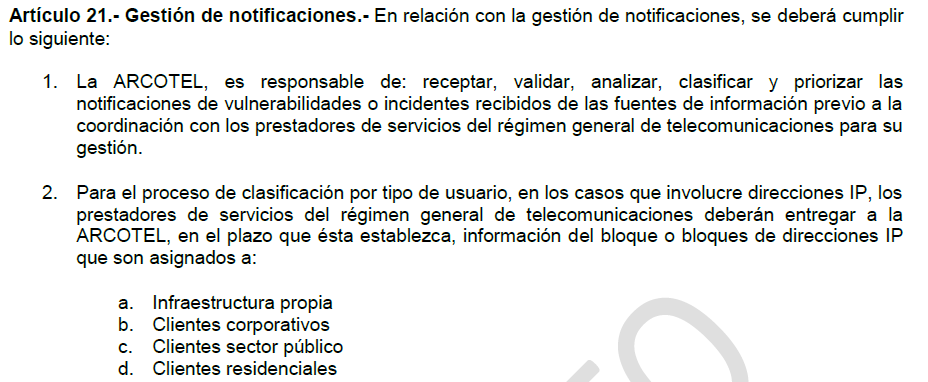 Artículo 21.- Gestión de notificaciones.- En relación con la gestión de notificaciones, se deberá cumplir
lo siguiente:
1. La ARCOTEL, es responsable de: receptar, validar, analizar, clasificar y priorizar las
notificaciones de vulnerabilidades o incidentes recibidos de las fuentes de información previo a la
coordinación con los prestadores de servicios del régimen general de telecomunicaciones para su
gestión.
2. Para el proceso de clasificación por tipo de usuario, en los casos que involucre direcciones IP, los
prestadores de servicios del régimen general de telecomunicaciones deberán entregar a la
ARCOTEL, en el plazo que ésta establezca, información del bloque o bloques de direcciones IP
que son asignados a:
a. Infraestructura propia
b. Clientes corporativos
c. Clientes sector público
d. Clientes residenciales